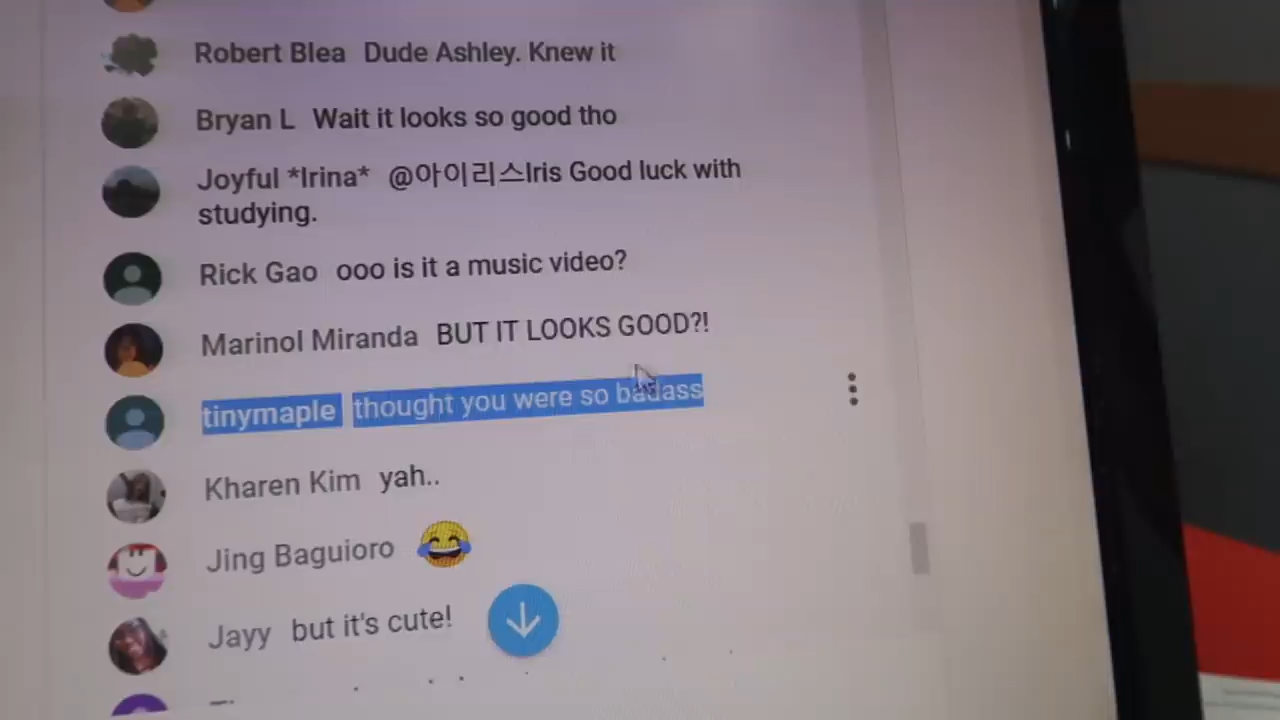 Robert Blea Dude Ashley. Knew it
Bryan L Wait it looks so good tho
Joyful *Irina* @아이리스Iris Good luck with
studying.
Rick Gao ooo is it a music video?
Marinol Miranda BUT IT LOOKS GOOD?!
tinymaple thought you were so badass
Kharen Kim yah..
Jing Baguioro 😂
Jayy but it's cute!